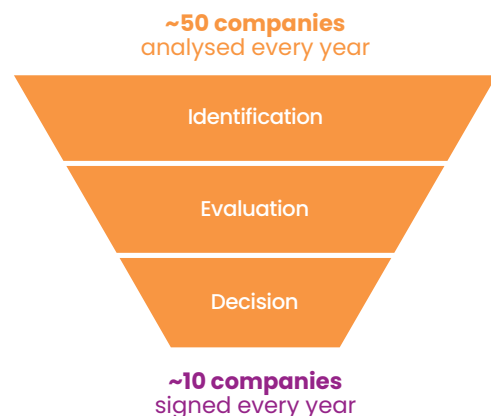 ~50 companies
analysed every year
Identification
Evaluation
Decision
~10 companies
signed every year